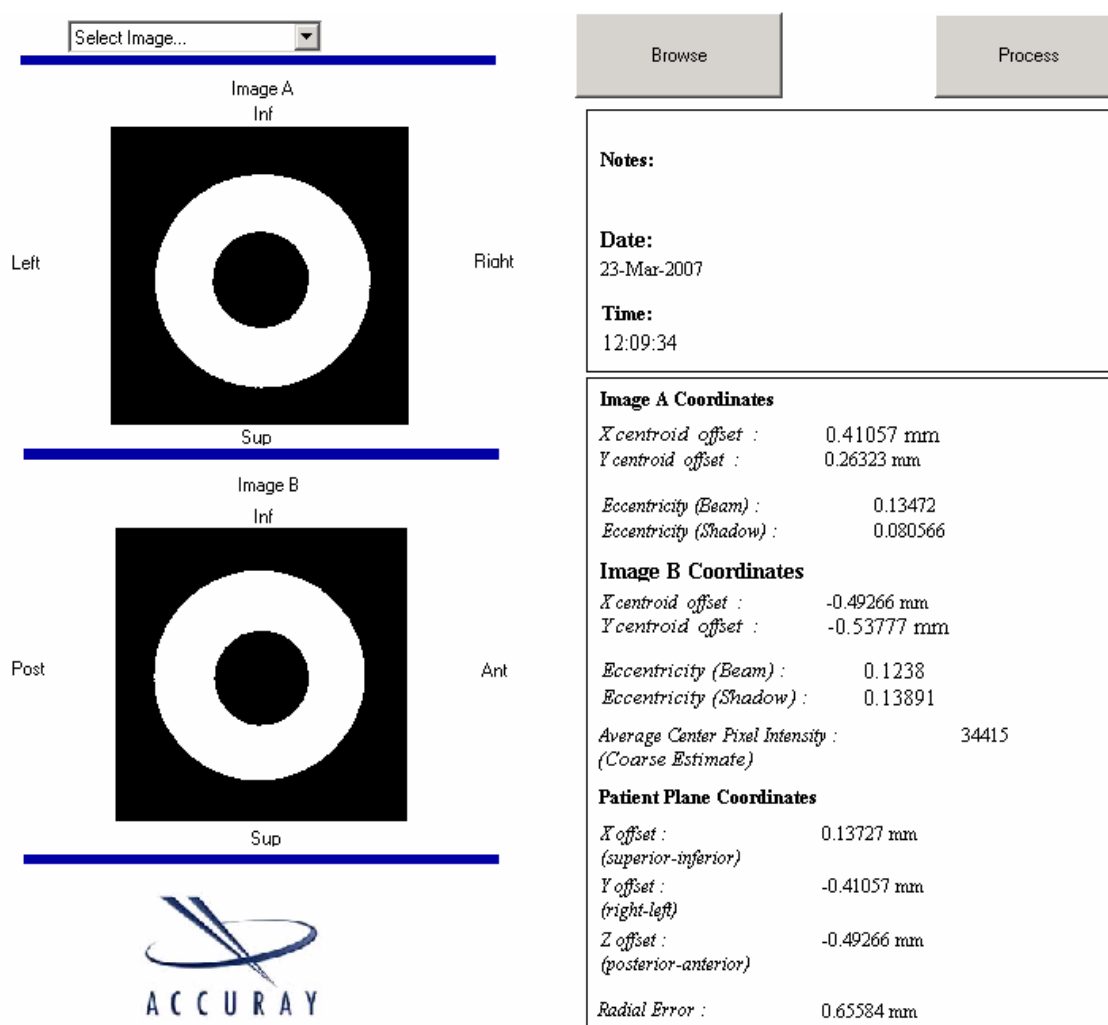 Select Image...
Image A
Inf
Left
Right
Sup
Image B
Inf
Post
Ant
Sup
ACCURAY
Browse
Process
Notes:
Date:
23-Mar-2007
Time:
12:09:34
Image A Coordinates
X centroid offset : 0.41057 mm
Y centroid offset : 0.26323 mm
Eccentricity (Beam) : 0.13472
Eccentricity (Shadow) : 0.080566
Image B Coordinates
X centroid offset : -0.49266 mm
Y centroid offset : -0.53777 mm
Eccentricity (Beam) : 0.1238
Eccentricity (Shadow) : 0.13891
Average Center Pixel Intensity : 34415
(Coarse Estimate)
Patient Plane Coordinates
X offset : 0.13727 mm
(superior-inferior)
Y offset : -0.41057 mm
(right-left)
Z offset : -0.49266 mm
(posterior-anterior)
Radial Error : 0.65584 mm